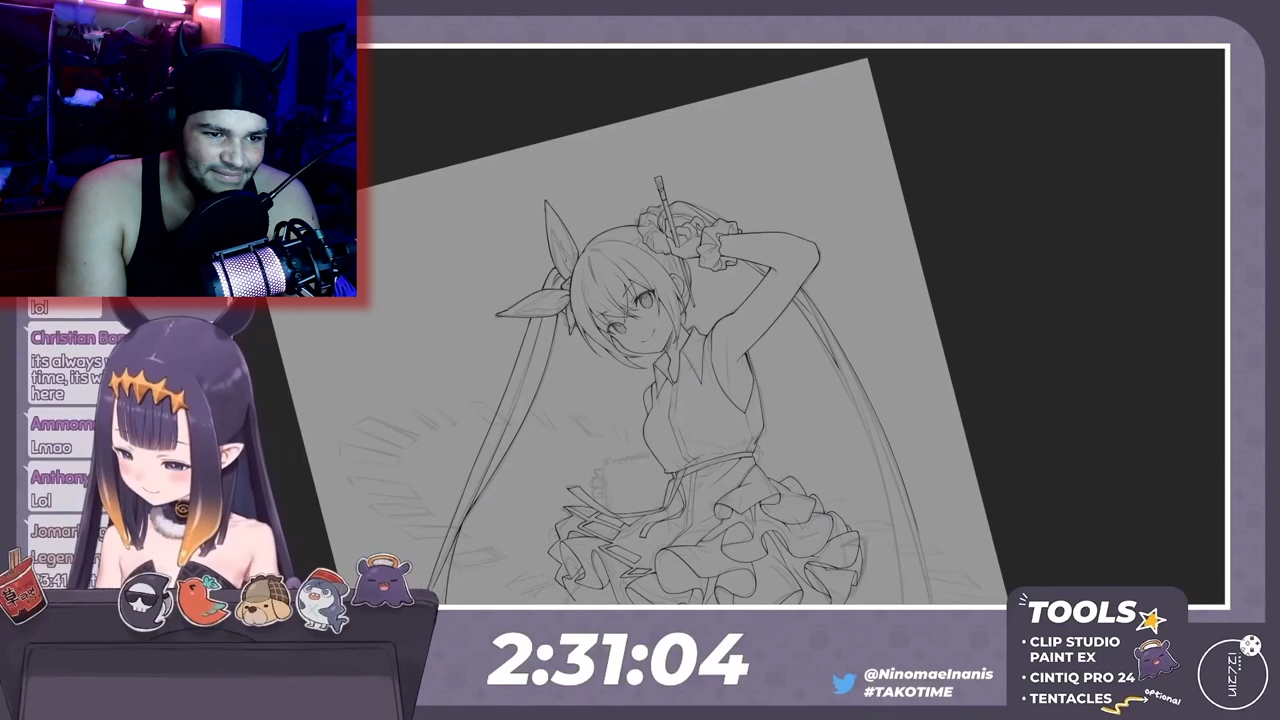 lol
Christian Bar
its always
time, its w
here
Ammom
Lmao
Anthony
Lol
Jomar
Legen
2:31:04
@NinomaeInanis
#TAKOTIME
TOOLS
• CLIP STUDIO
PAINT EX
• CINTIQ PRO 24
• TENTACLES
optional